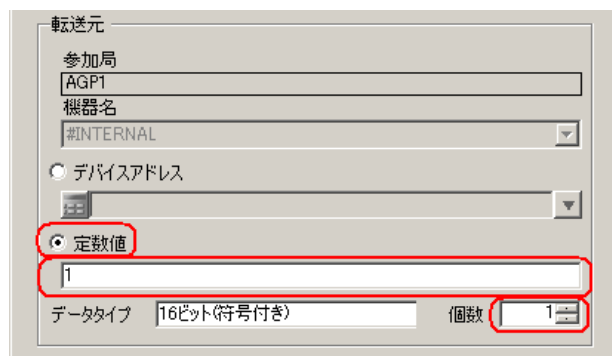 転送元
参加局
AGP1
機器名
#INTERNAL
デバイスアドレス
定数値
1
データタイプ 16ビット(符号付き) 個数 1